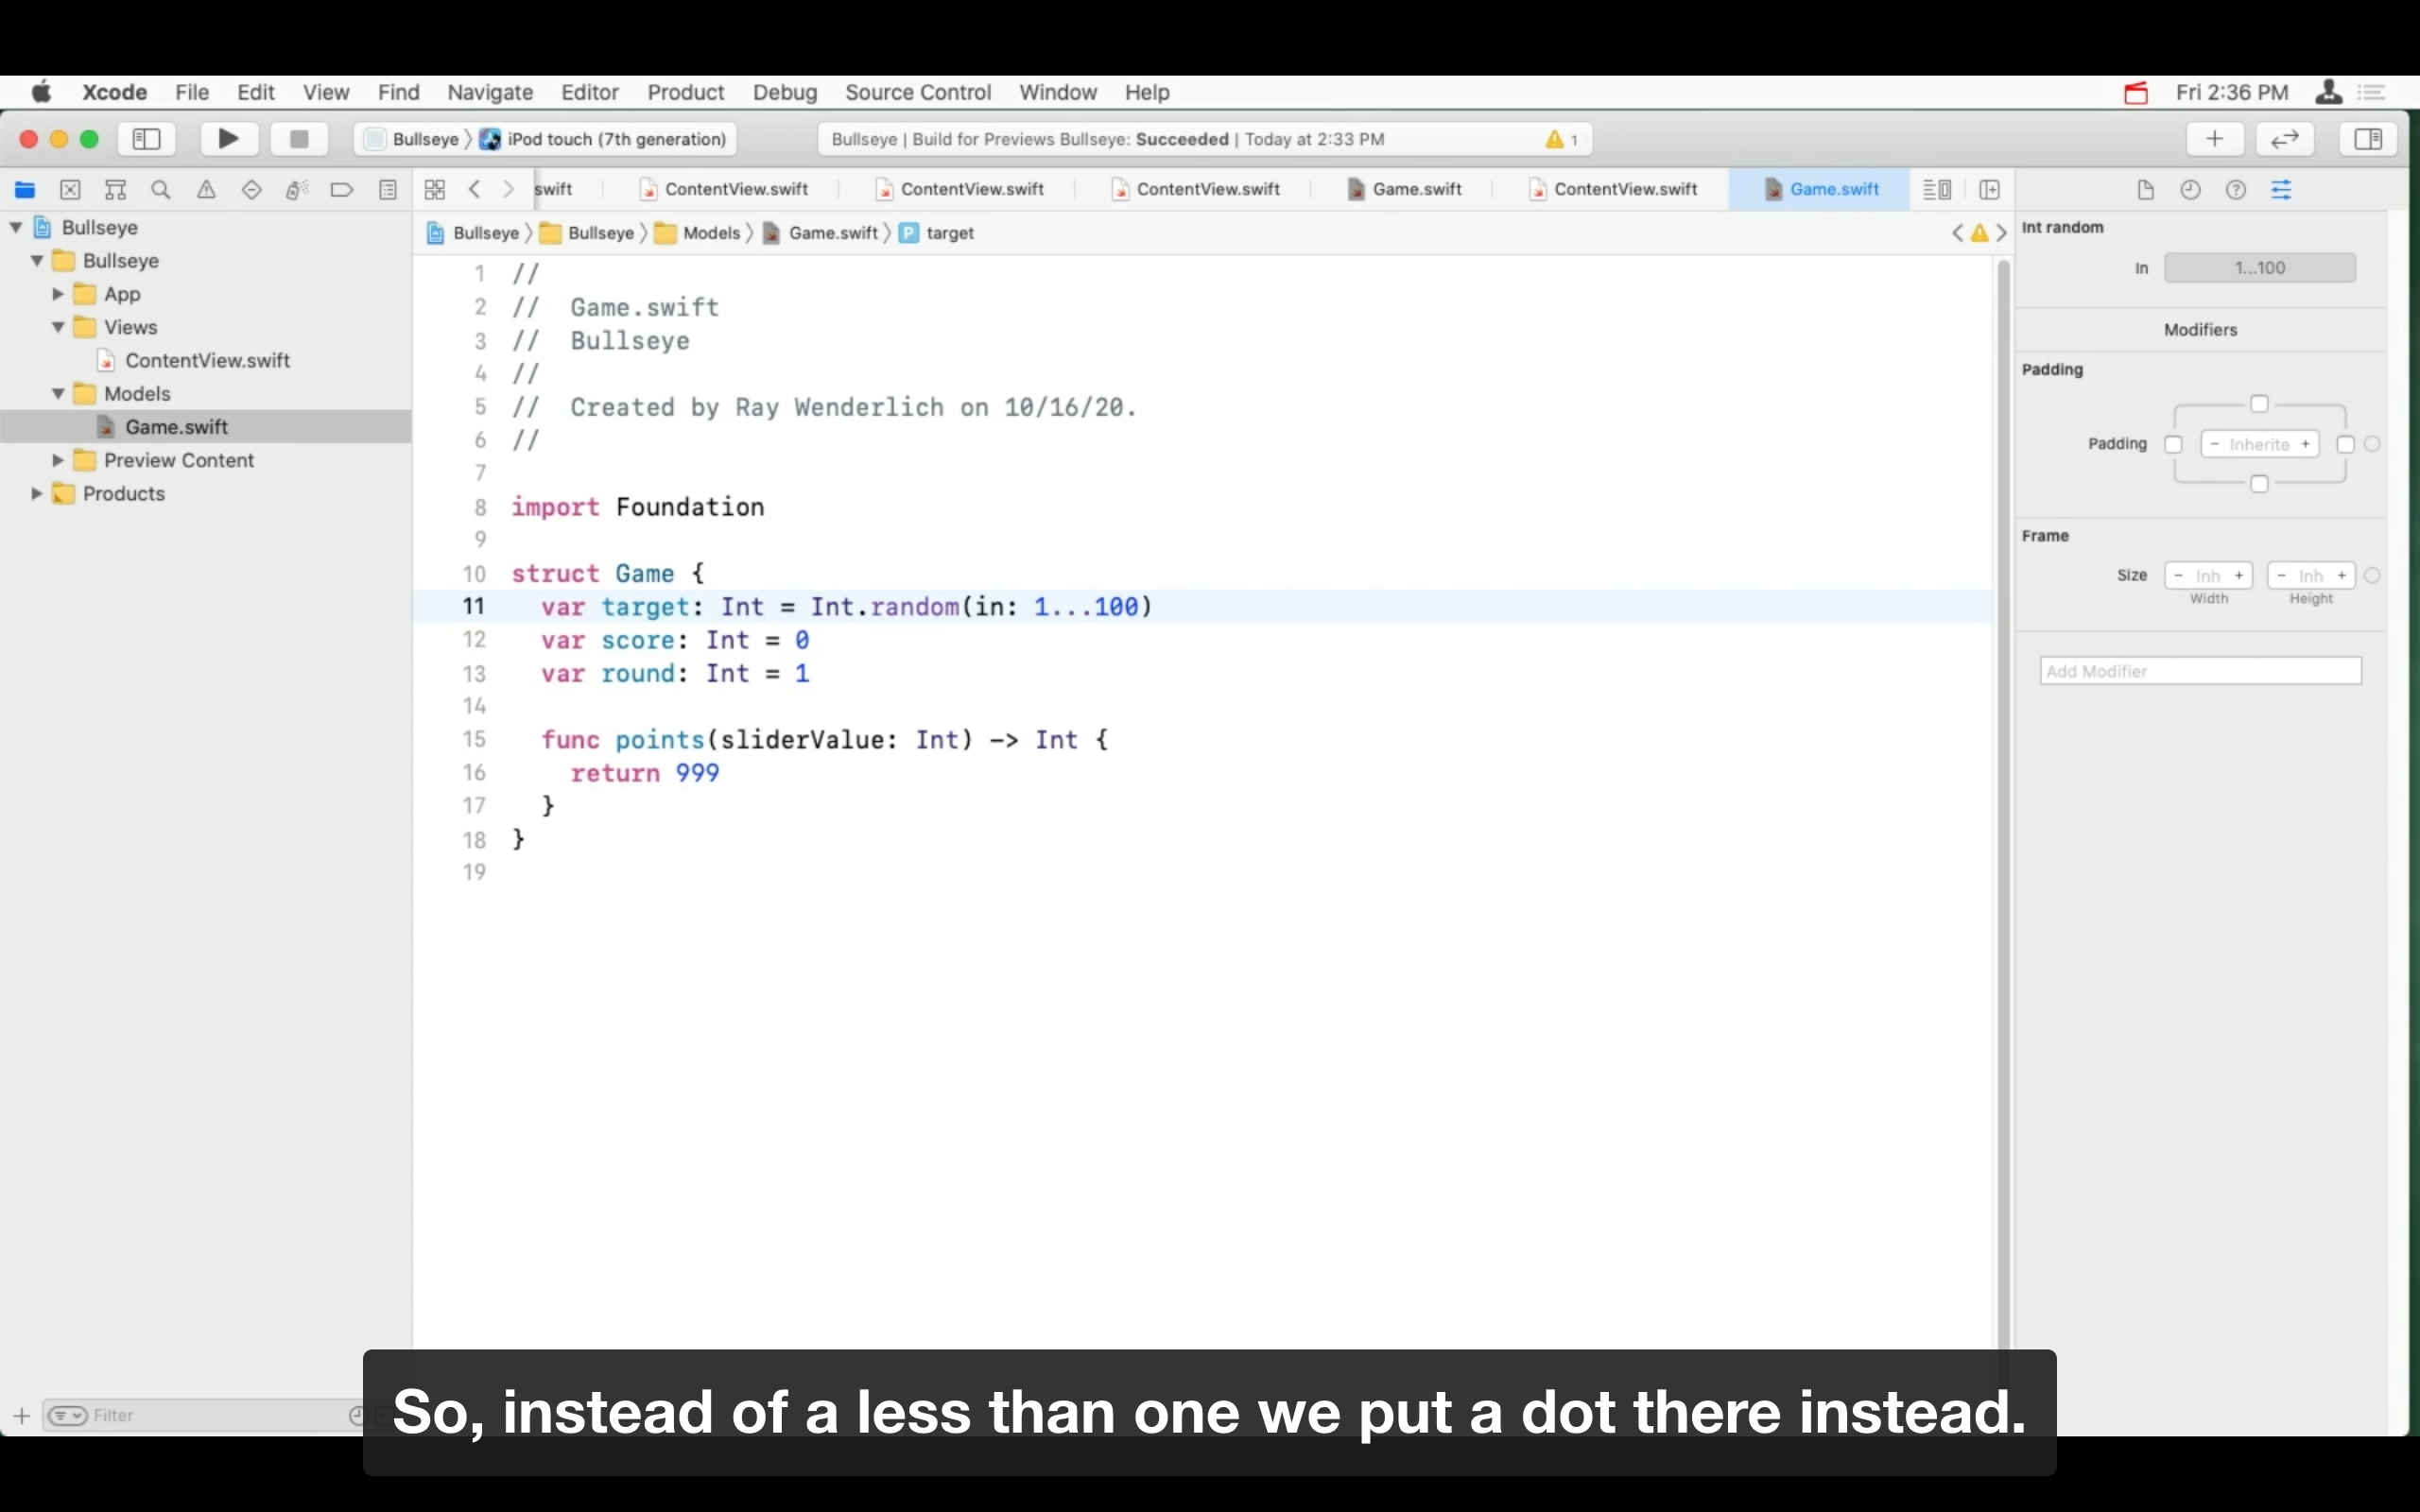 Xcode File Edit View Find Navigate Editor Product Debug Source Control Window Help Fri 2:36 PM
Bullseye 〉 iPod touch (7th generation) Bullseye | Build for Previews Bullseye: Succeeded | Today at 2:33 PM 1
swift ContentView.swift ContentView.swift ContentView.swift Game.swift ContentView.swift Game.swift
Bullseye 〉 Bullseye 〉 Models 〉 Game.swift 〉 P target
Bullseye
Bullseye
App
Views
ContentView.swift
Models
Game.swift
Preview Content
Products
Filter
1 //
2 //  Game.swift
3 //  Bullseye
4 //
5 //  Created by Ray Wenderlich on 10/16/20.
6 //
7
8 import Foundation
9
10 struct Game {
11   var target: Int = Int.random(in: 1...100)
12   var score: Int = 0
13   var round: Int = 1
14
15   func points(sliderValue: Int) -> Int {
16     return 999
17   }
18 }
19
Int random
In 1...100
Modifiers
Padding
Padding - Inherite +
Frame
Size - Inh + - Inh +
Width Height
Add Modifier
So, instead of a less than one we put a dot there instead.